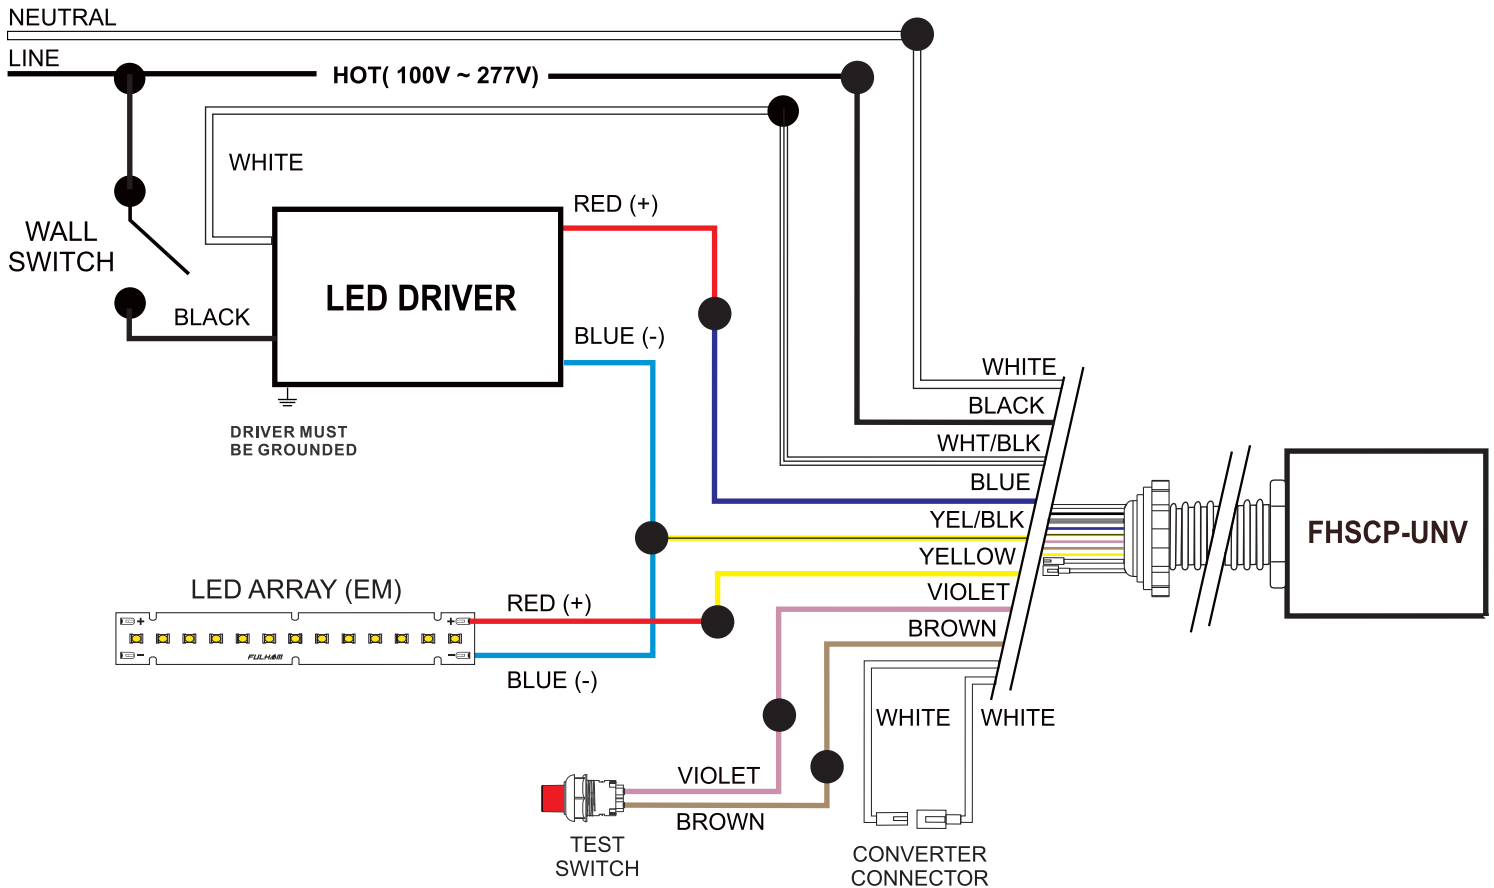 NEUTRAL
LINE
HOT( 100V ~ 277V)
WHITE
RED (+)
WALL
SWITCH
LED DRIVER
BLACK
BLUE (-)
DRIVER MUST
BE GROUNDED
WHITE
BLACK
WHT/BLK
BLUE
YEL/BLK
YELLOW
VIOLET
BROWN
FHSCP-UNV
LED ARRAY (EM)
RED (+)
+ +
- -
FULHAM
BLUE (-)
WHITE WHITE
VIOLET
BROWN
TEST
SWITCH
CONVERTER
CONNECTOR